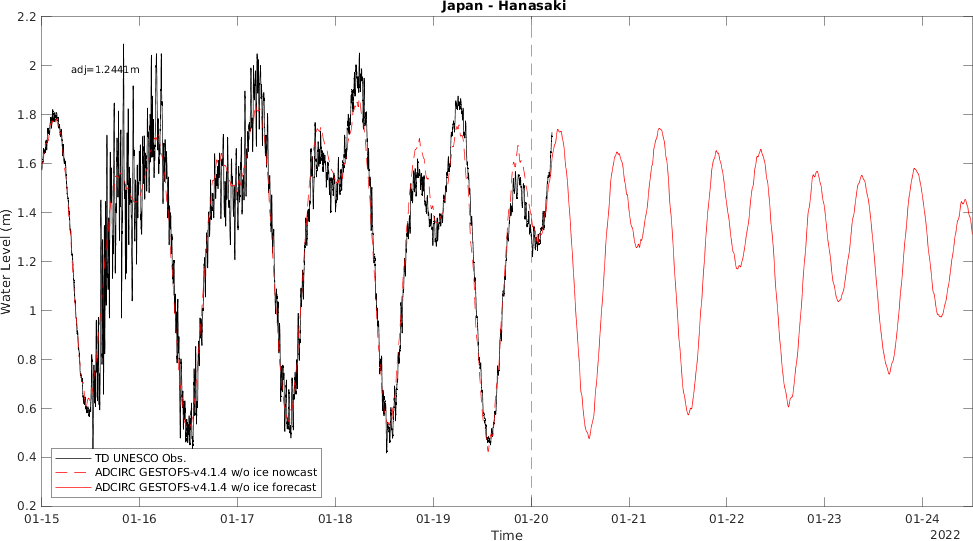 Japan - Hanasaki
2.2
2
adj=1.2441m
1.8
1.6
1.4
Water Level (m)
1.2
1
0.8
0.6
0.4
0.2
TD UNESCO Obs.
ADCIRC GESTOFS-v4.1.4 w/o ice nowcast
ADCIRC GESTOFS-v4.1.4 w/o ice forecast
01-15 01-16 01-17 01-18 01-19 01-20 01-21 01-22 01-23 01-24
Time
2022